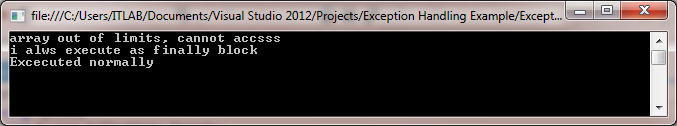 file:///C:/Users/ITLAB/Documents/Visual Studio 2012/Projects/Exception Handling Example/Except...
array out of limits, cannot accsss
i alws execute as finally block
Excecuted normally